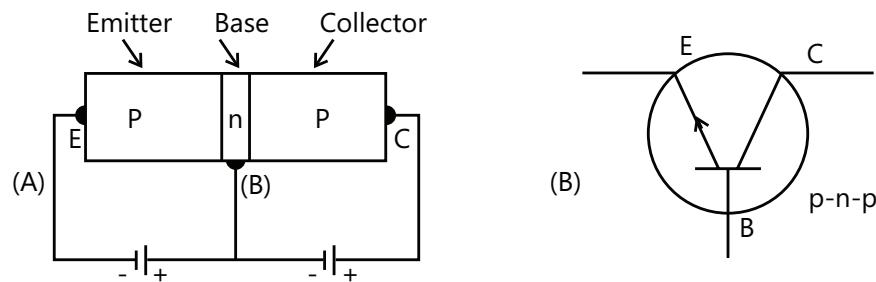 Emitter Base Collector
P n P
E C
(A) (B)
- + - +
E C
(B)
p-n-p
B